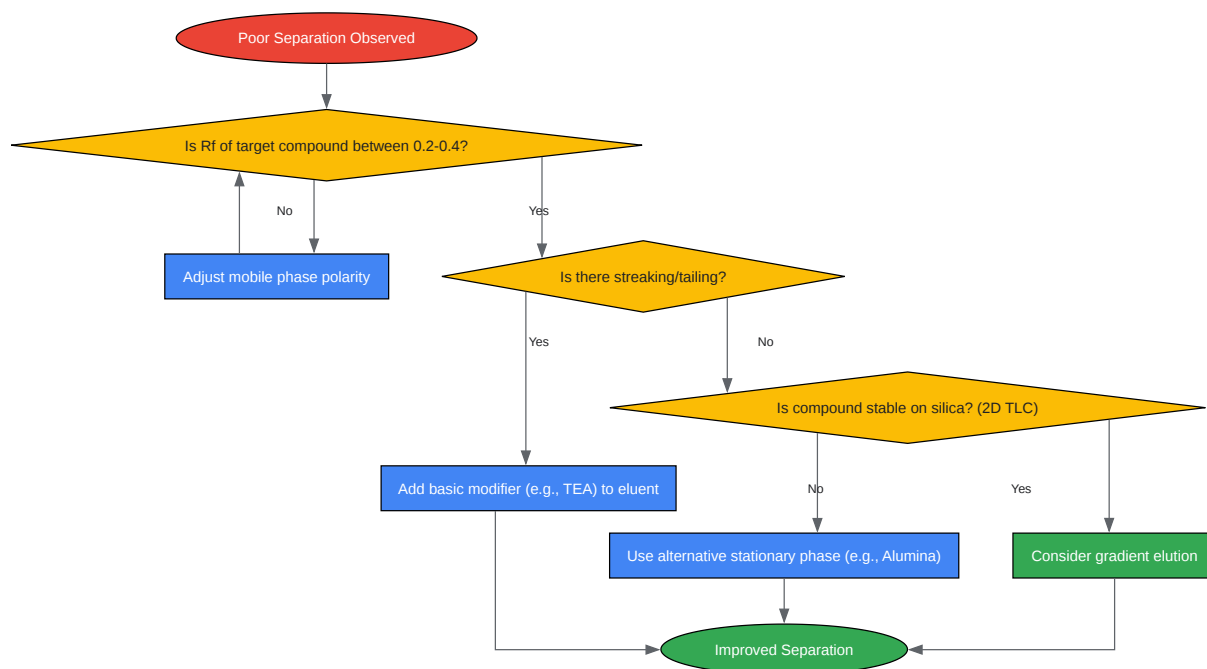 Poor Separation Observed
Is Rf of target compound between 0.2-0.4?
No
Yes
Adjust mobile phase polarity
Is there streaking/tailing?
Yes
No
Is compound stable on silica? (2D TLC)
Add basic modifier (e.g., TEA) to eluent
No
Yes
Use alternative stationary phase (e.g., Alumina)
Consider gradient elution
Improved Separation